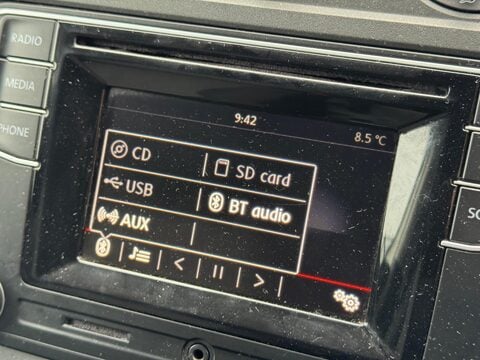 RADIO
MEDIA
PHONE
9:42
8.5 °C
CD
SD card
USB
BT audio
AUX